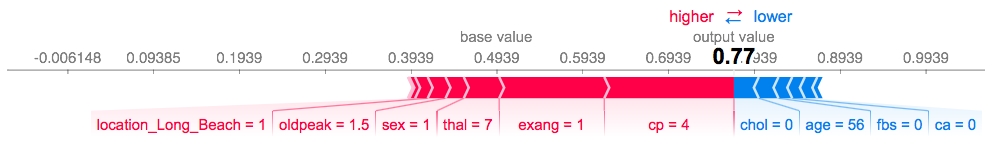 higher ⇄ lower
base value output value
-0.006148 0.09385 0.1939 0.2939 0.3939 0.4939 0.5939 0.6939 0.77 0.8939 0.9939
location_Long_Beach = 1 oldpeak = 1.5 sex = 1 thal = 7 exang = 1 cp = 4 chol = 0 age = 56 fbs = 0 ca = 0